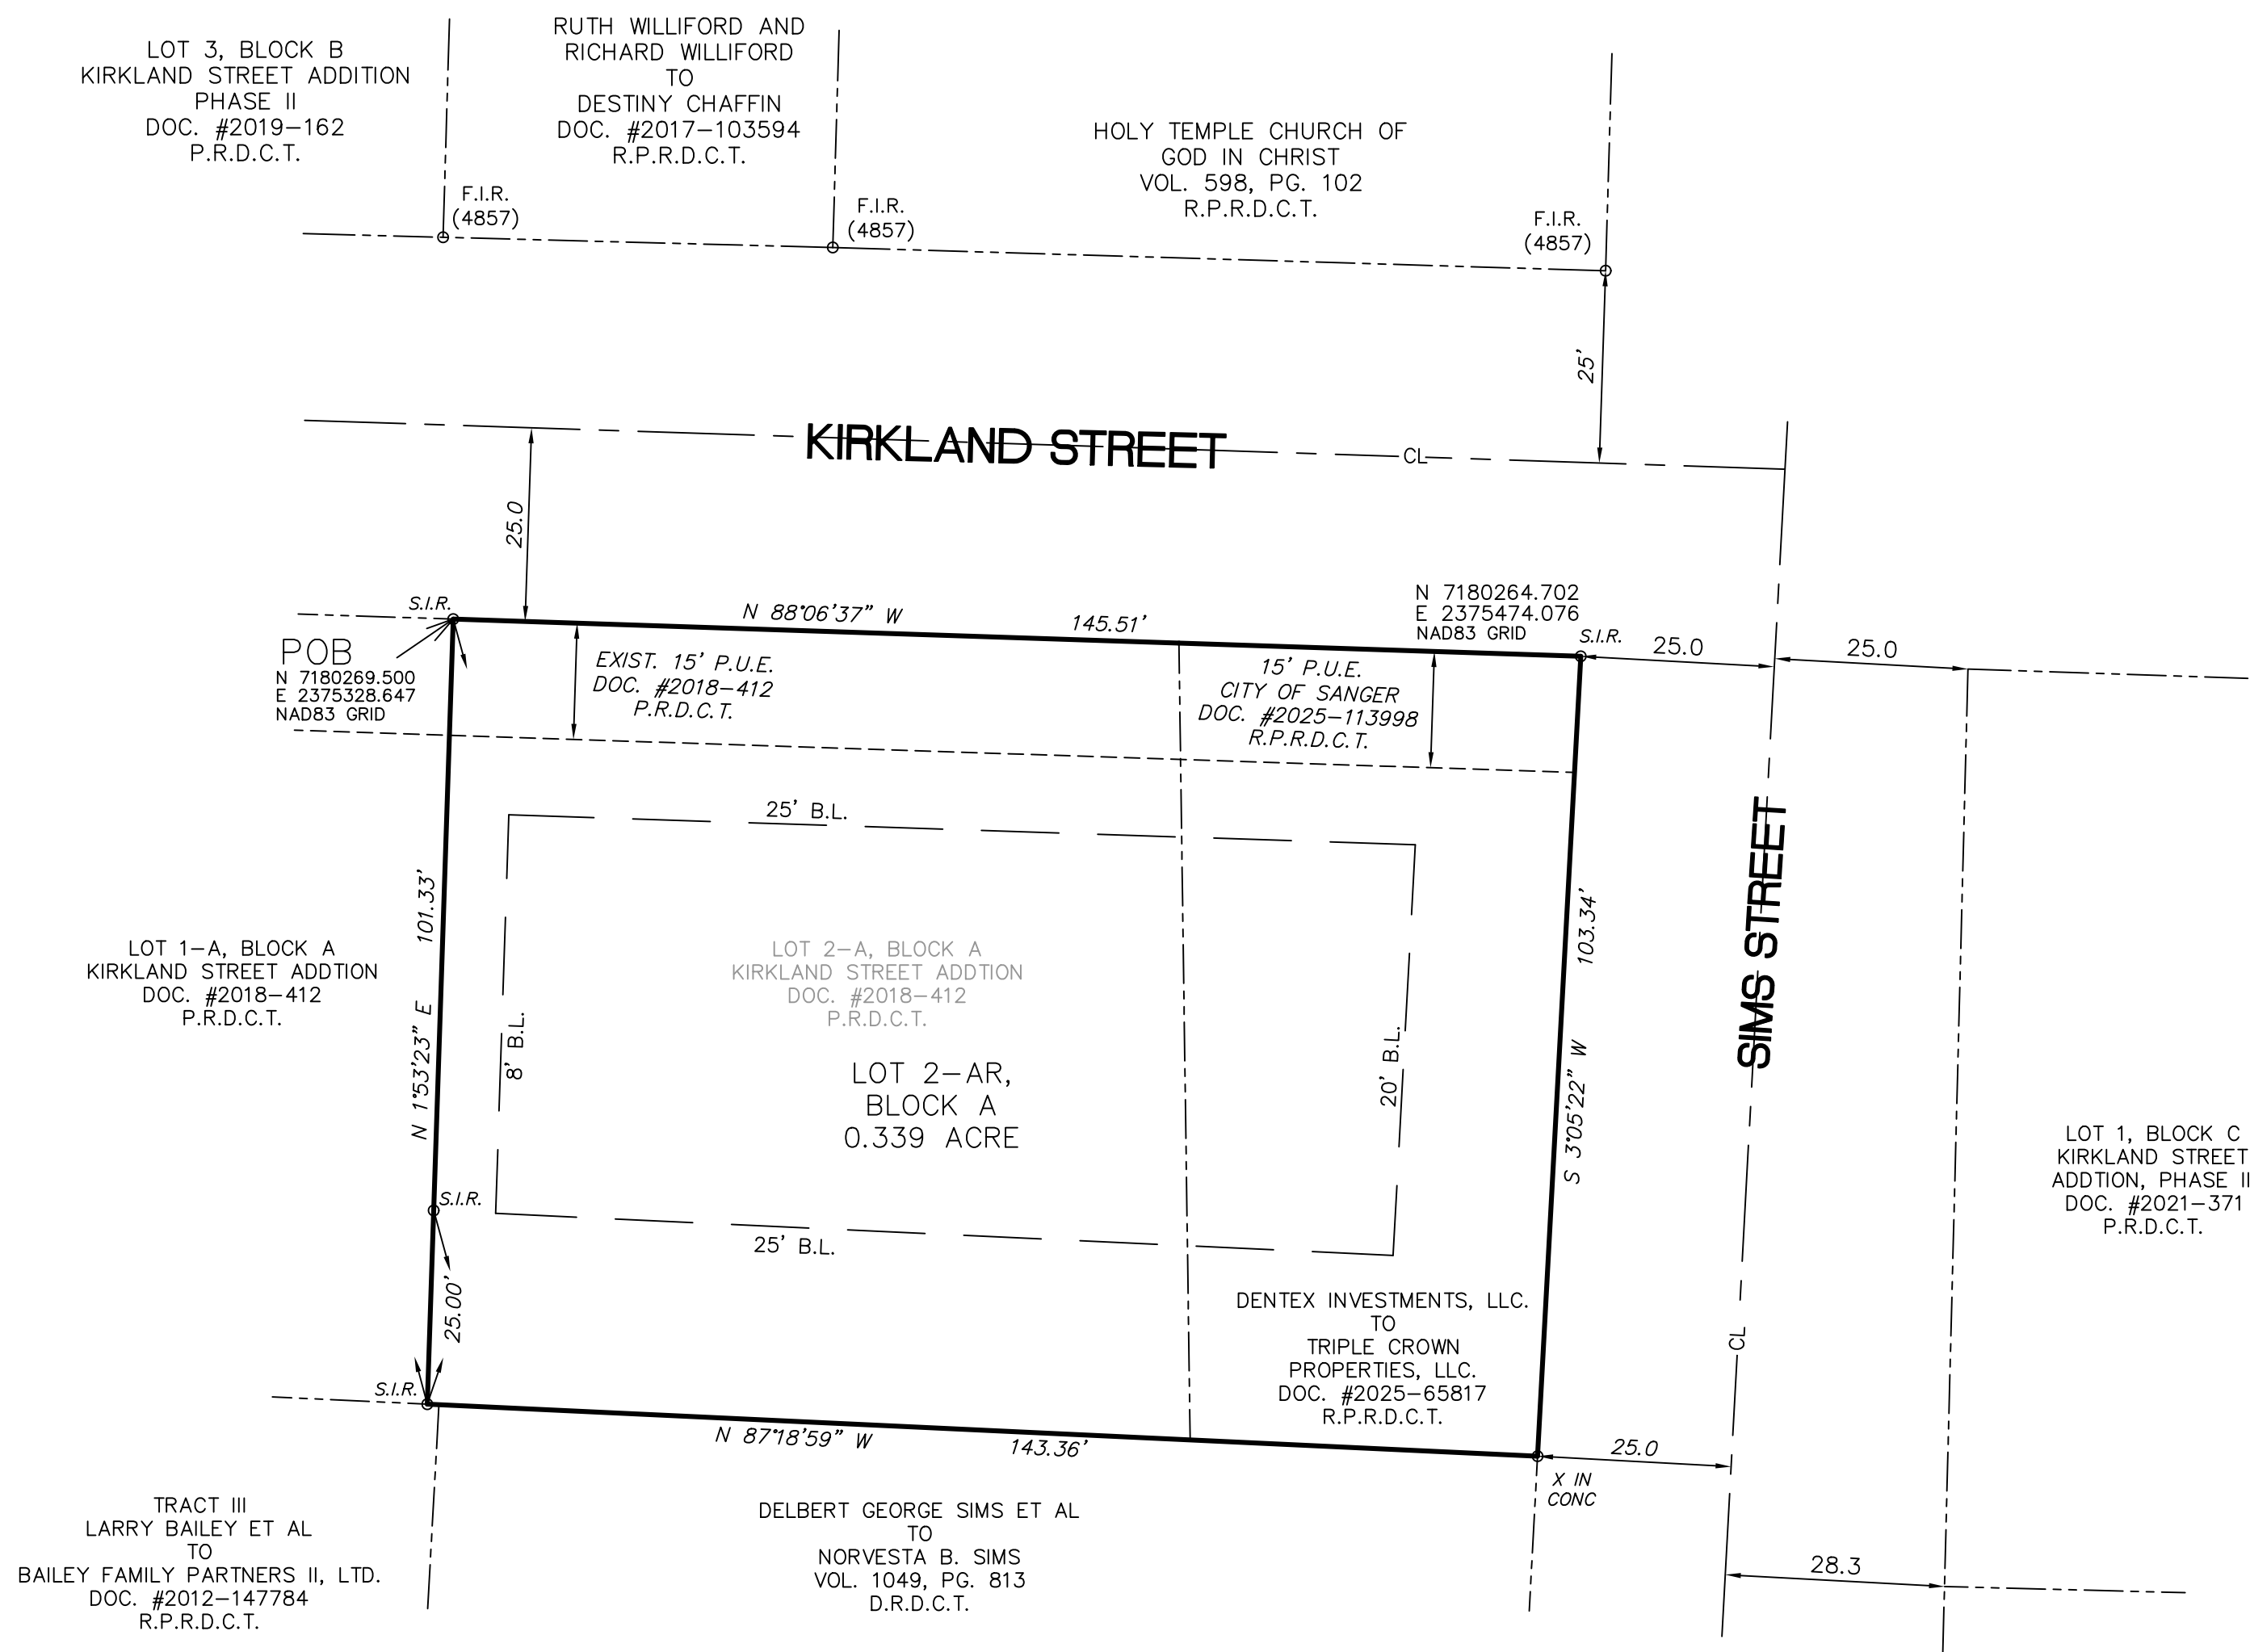 LOT 3, BLOCK B
KIRKLAND STREET ADDITION
PHASE II
DOC. #2019-162
P.R.D.C.T.
RUTH WILLIFORD AND
RICHARD WILLIFORD
TO
DESTINY CHAFFIN
DOC. #2017-103594
R.P.R.D.C.T.
HOLY TEMPLE CHURCH OF
GOD IN CHRIST
VOL. 598, PG. 102
R.P.R.D.C.T.
F.I.R.
(4857)
F.I.R.
(4857)
F.I.R.
(4857)
25'
KIRKLAND STREET
CL
25.0
S.I.R.
N 88°06'37" W
145.51'
N 7180264.702
E 2375474.076
NAD83 GRID
S.I.R.
25.0
25.0
POB
N 7180269.500
E 2375328.647
NAD83 GRID
EXIST. 15' P.U.E.
DOC. #2018-412
P.R.D.C.T.
15' P.U.E.
CITY OF SANGER
DOC. #2025-113998
R.P.R.D.C.T.
25' B.L.
101.33'
N 1°53'23" E
8' B.L.
LOT 1-A, BLOCK A
KIRKLAND STREET ADDTION
DOC. #2018-412
P.R.D.C.T.
LOT 2-A, BLOCK A
KIRKLAND STREET ADDTION
DOC. #2018-412
P.R.D.C.T.
LOT 2-AR,
BLOCK A
0.339 ACRE
20' B.L.
103.34'
S 3°05'22" W
SIMS STREET
LOT 1, BLOCK C
KIRKLAND STREET
ADDTION, PHASE II
DOC. #2021-371
P.R.D.C.T.
S.I.R.
25' B.L.
25.00'
DENTEX INVESTMENTS, LLC.
TO
TRIPLE CROWN
PROPERTIES, LLC.
DOC. #2025-65817
R.P.R.D.C.T.
CL
S.I.R.
N 87°18'59" W
143.36'
25.0
X IN
CONC
TRACT III
LARRY BAILEY ET AL
TO
BAILEY FAMILY PARTNERS II, LTD.
DOC. #2012-147784
R.P.R.D.C.T.
DELBERT GEORGE SIMS ET AL
TO
NORVESTA B. SIMS
VOL. 1049, PG. 813
D.R.D.C.T.
28.3